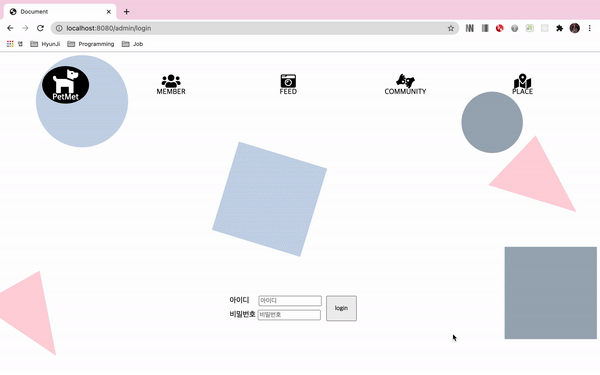 Document
localhost:8080/admin/login
앱 HyunJi Programming Job
PetMet
MEMBER FEED COMMUNITY PLACE
아이디 아이디
비밀번호 비밀번호
login